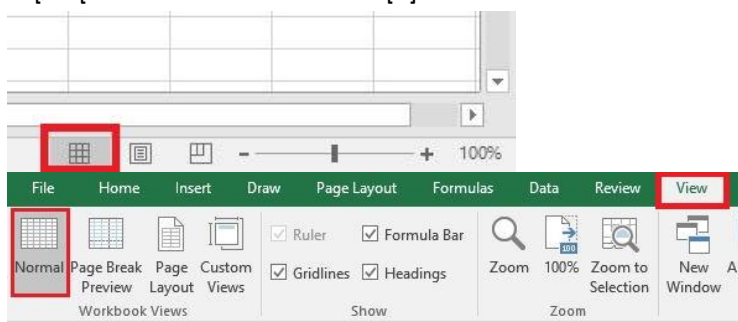 100%
File Home Insert Draw Page Layout Formulas Data Review View
Ruler Formula Bar
Normal Page Break Page Custom Gridlines Headings Zoom 100% Zoom to New
Preview Layout Views Selection Window
Workbook Views Show Zoom